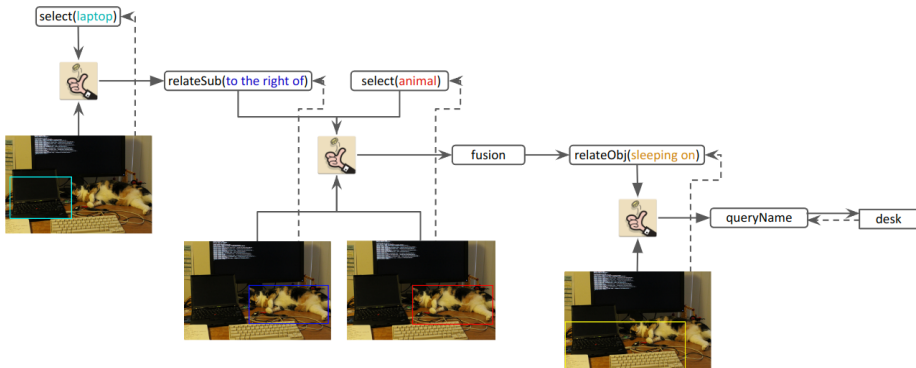 select(laptop)
relateSub(to the right of)
select(animal)
fusion
relateObj(sleeping on)
queryName
desk